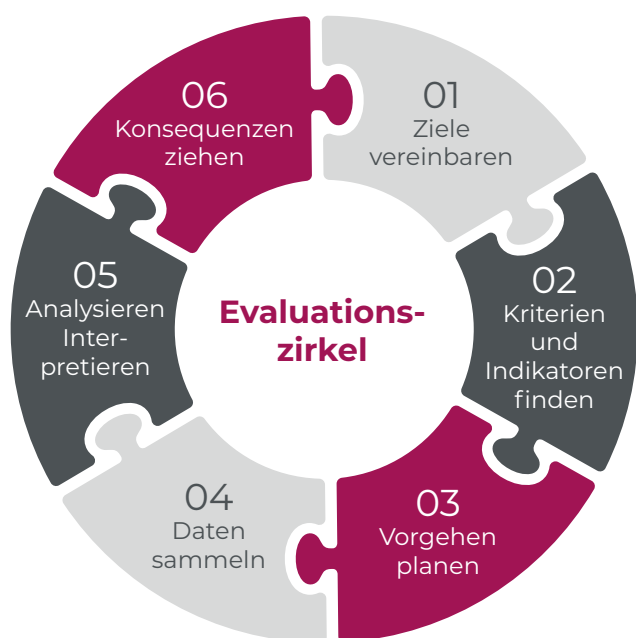 Evaluations-
zirkel
01
Ziele
vereinbaren
02
Kriterien
und
Indikatoren
finden
03
Vorgehen
planen
04
Daten
sammeln
05
Analysieren
Inter-
pretieren
06
Konsequenzen
ziehen